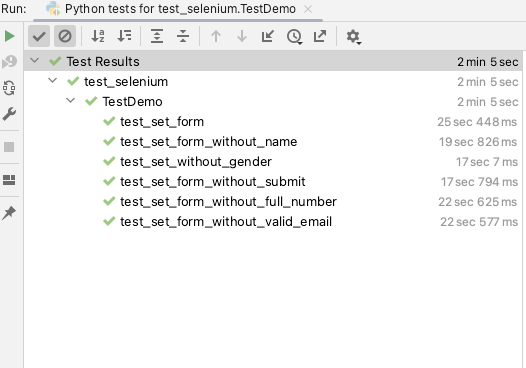 Run: Python tests for test_selenium.TestDemo
Test Results 2 min 5 sec
test_selenium 2 min 5 sec
TestDemo 2 min 5 sec
test_set_form 25 sec 448 ms
test_set_form_without_name 19 sec 826 ms
test_set_without_gender 17 sec 7 ms
test_set_form_without_submit 17 sec 794 ms
test_set_form_without_full_number 22 sec 625 ms
test_set_form_without_valid_email 22 sec 577 ms